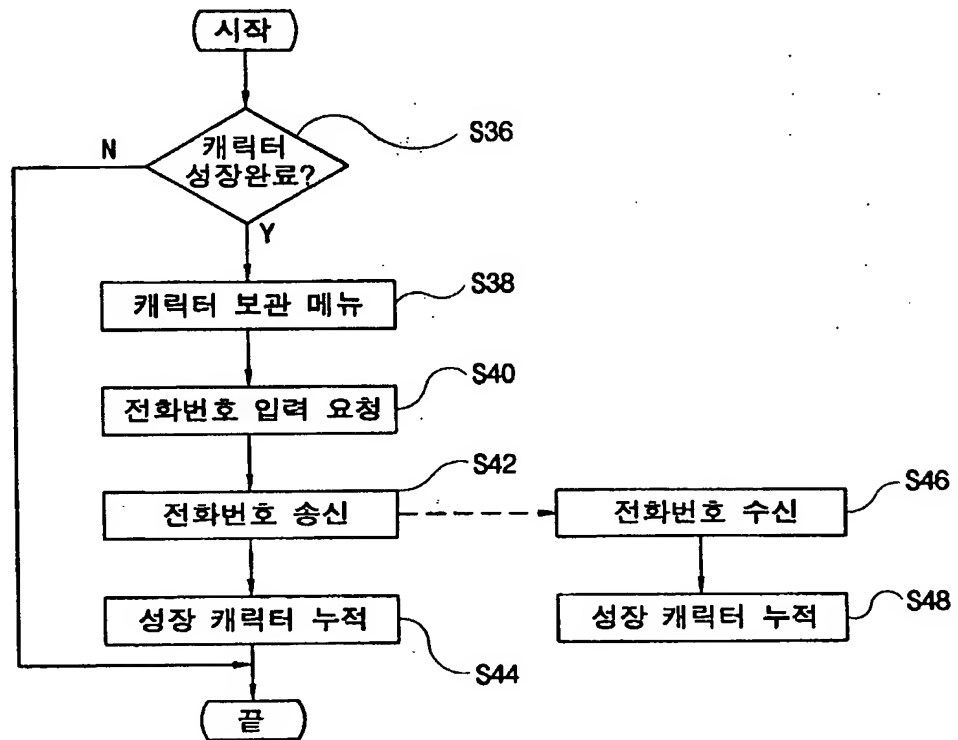 시작
S36
N
캐릭터
성장완료?
Y
S38
캐릭터 보관 메뉴
S40
전화번호 입력 요청
S42
S46
전화번호 송신
전화번호 수신
성장 캐릭터 누적
성장 캐릭터 누적
S48
S44
끝